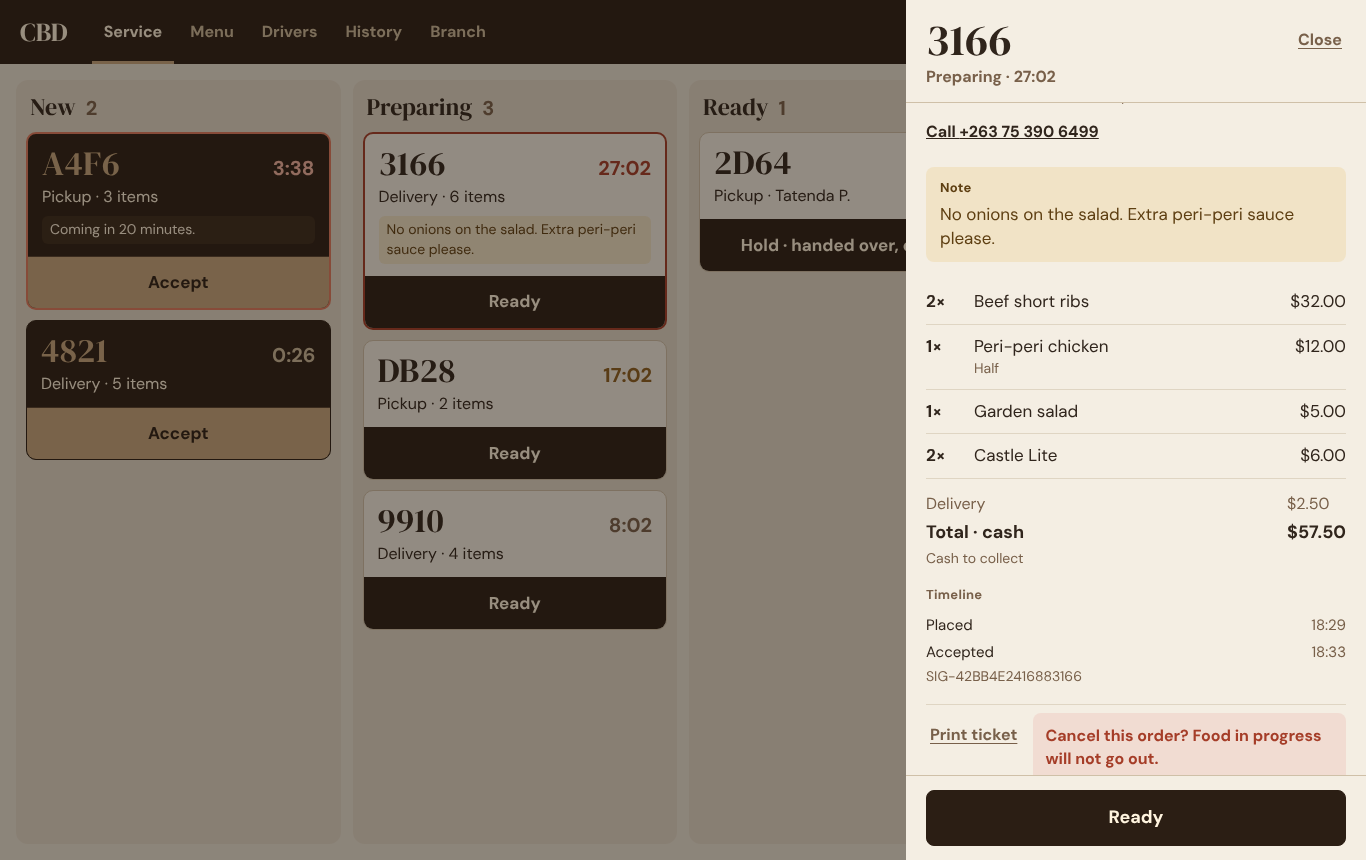 CBD
Service
Menu
Drivers
History
Branch
New 2
A4F6
3:38
Pickup · 3 items
Coming in 20 minutes.
Accept
4821
0:26
Delivery · 5 items
Accept
Preparing 3
3166
27:02
Delivery · 6 items
No onions on the salad. Extra peri-peri
sauce please.
Ready
DB28
17:02
Pickup · 2 items
Ready
9910
8:02
Delivery · 4 items
Ready
Ready 1
2D64
Pickup · Tatenda P.
Hold · handed over,
3166
Close
Preparing · 27:02
Call +263 75 390 6499
Note
No onions on the salad. Extra peri-peri sauce
please.
2× Beef short ribs $32.00
1× Peri-peri chicken $12.00
Half
1× Garden salad $5.00
2× Castle Lite $6.00
Delivery $2.50
Total · cash $57.50
Cash to collect
Timeline
Placed 18:29
Accepted 18:33
SIG-42BB4E2416883166
Print ticket
Cancel this order? Food in progress
will not go out.
Ready